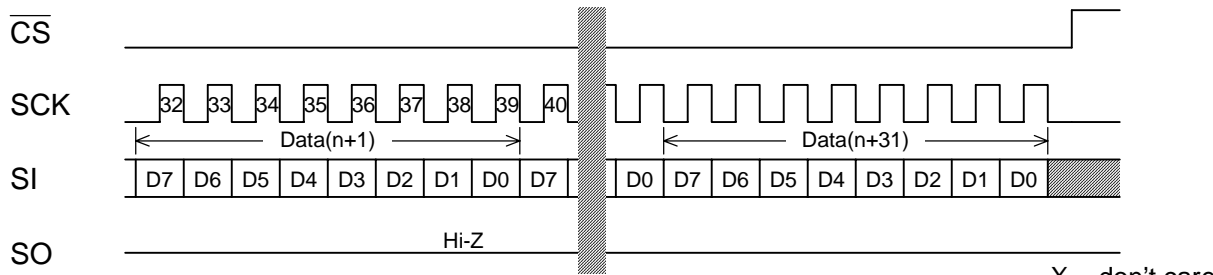 CS
SCK
32 33 34 35 36 37 38 39 40
Data(n+1) Data(n+31)
SI
D7 D6 D5 D4 D3 D2 D1 D0 D7 D0 D7 D6 D5 D4 D3 D2 D1 D0
Hi-Z
SO